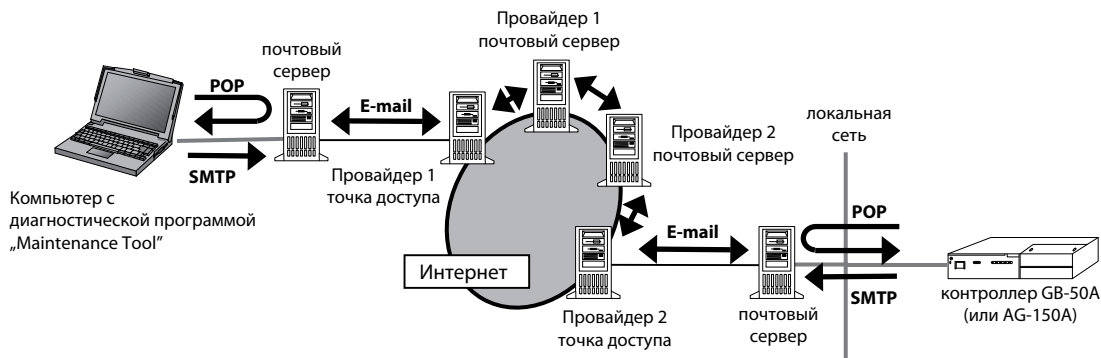 Провайдер 1
почтовый сервер
почтовый
сервер
POP
E-mail
SMTP
Провайдер 1
точка доступа
Компьютер с
диагностической программой
„Maintenance Tool”
Провайдер 2
почтовый сервер
локальная
сеть
Интернет
E-mail
POP
SMTP
Провайдер 2
точка доступа
почтовый
сервер
контроллер GB-50A
(или AG-150A)